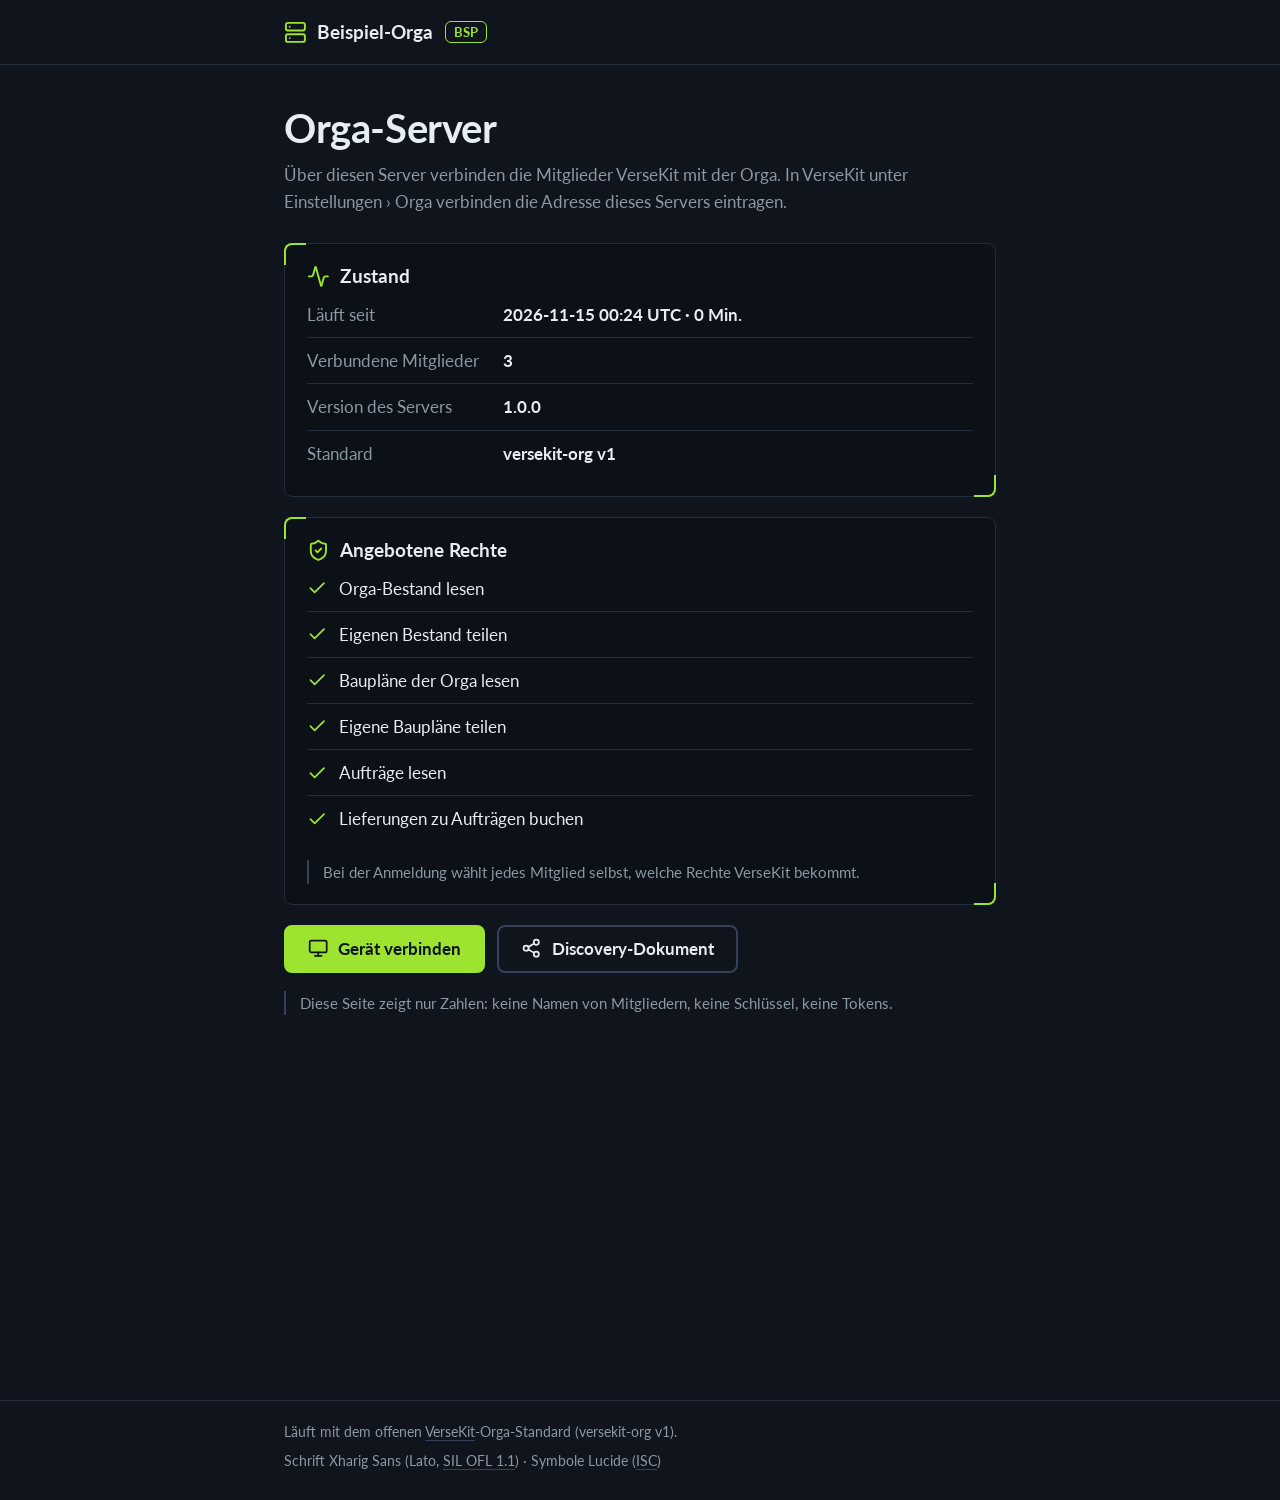 Beispiel-Orga BSP
Orga-Server
Über diesen Server verbinden die Mitglieder VerseKit mit der Orga. In VerseKit unter
Einstellungen › Orga verbinden die Adresse dieses Servers eintragen.
Zustand
Läuft seit 2026-11-15 00:24 UTC · 0 Min.
Verbundene Mitglieder 3
Version des Servers 1.0.0
Standard versekit-org v1
Angebotene Rechte
Orga-Bestand lesen
Eigenen Bestand teilen
Baupläne der Orga lesen
Eigene Baupläne teilen
Aufträge lesen
Lieferungen zu Aufträgen buchen
Bei der Anmeldung wählt jedes Mitglied selbst, welche Rechte VerseKit bekommt.
Gerät verbinden Discovery-Dokument
Diese Seite zeigt nur Zahlen: keine Namen von Mitgliedern, keine Schlüssel, keine Tokens.
Läuft mit dem offenen VerseKit-Orga-Standard (versekit-org v1).
Schrift Xharig Sans (Lato, SIL OFL 1.1) · Symbole Lucide (ISC)